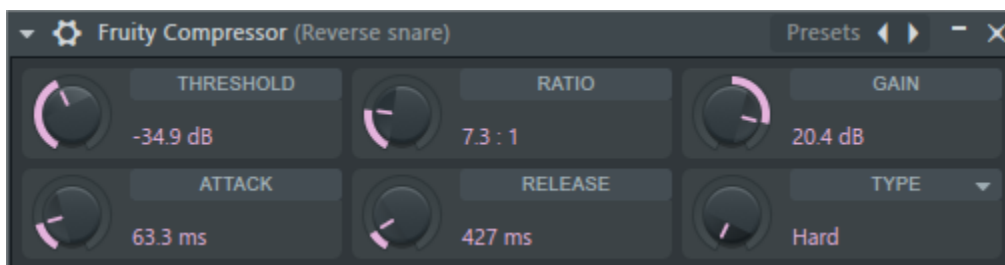 Fruity Compressor (Reverse snare) Presets
THRESHOLD RATIO GAIN
-34.9 dB 7.3 : 1 20.4 dB
ATTACK RELEASE TYPE
63.3 ms 427 ms Hard